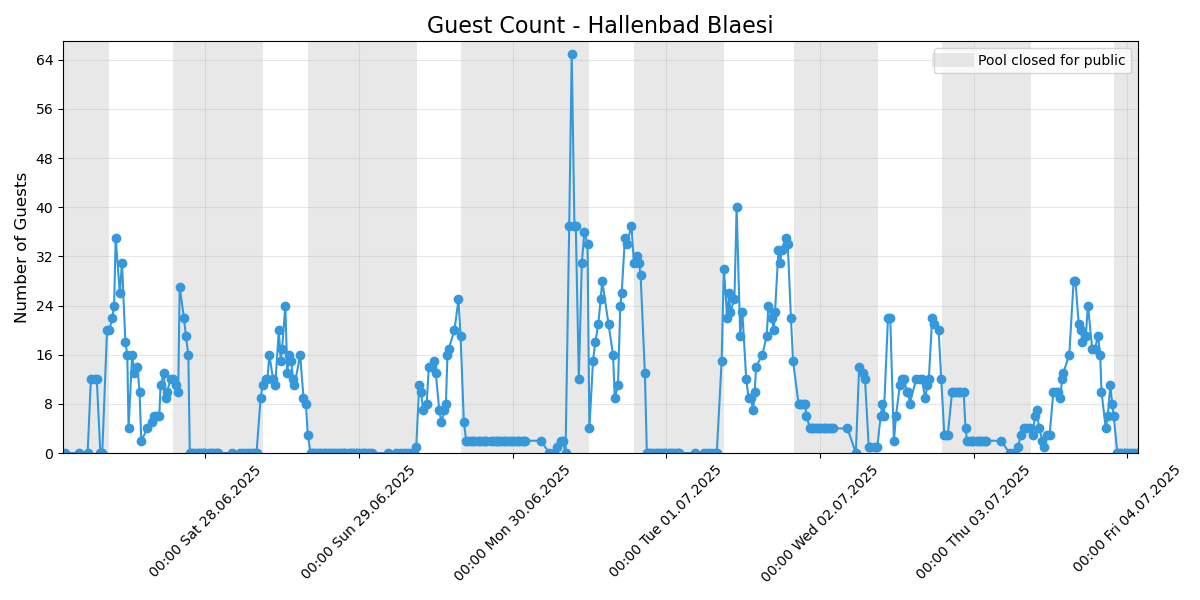 Guest Count - Hallenbad Blaesi
Pool closed for public
Number of Guests
64
56
48
40
32
24
16
8
0
00:00 Sat 28.06.2025
00:00 Sun 29.06.2025
00:00 Mon 30.06.2025
00:00 Tue 01.07.2025
00:00 Wed 02.07.2025
00:00 Thu 03.07.2025
00:00 Fri 04.07.2025